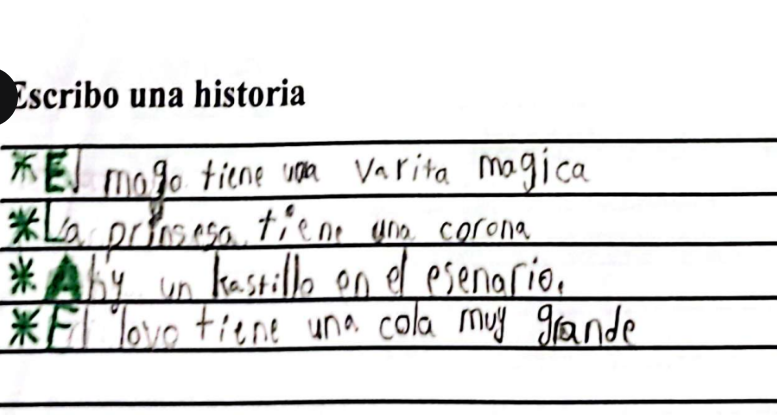 Escribo una historia
* El mago tiene una varita magica
* La prinsesa tiene una corona
* Ahy un kastillo en el esenario.
* El lovo tiene una cola muy grande